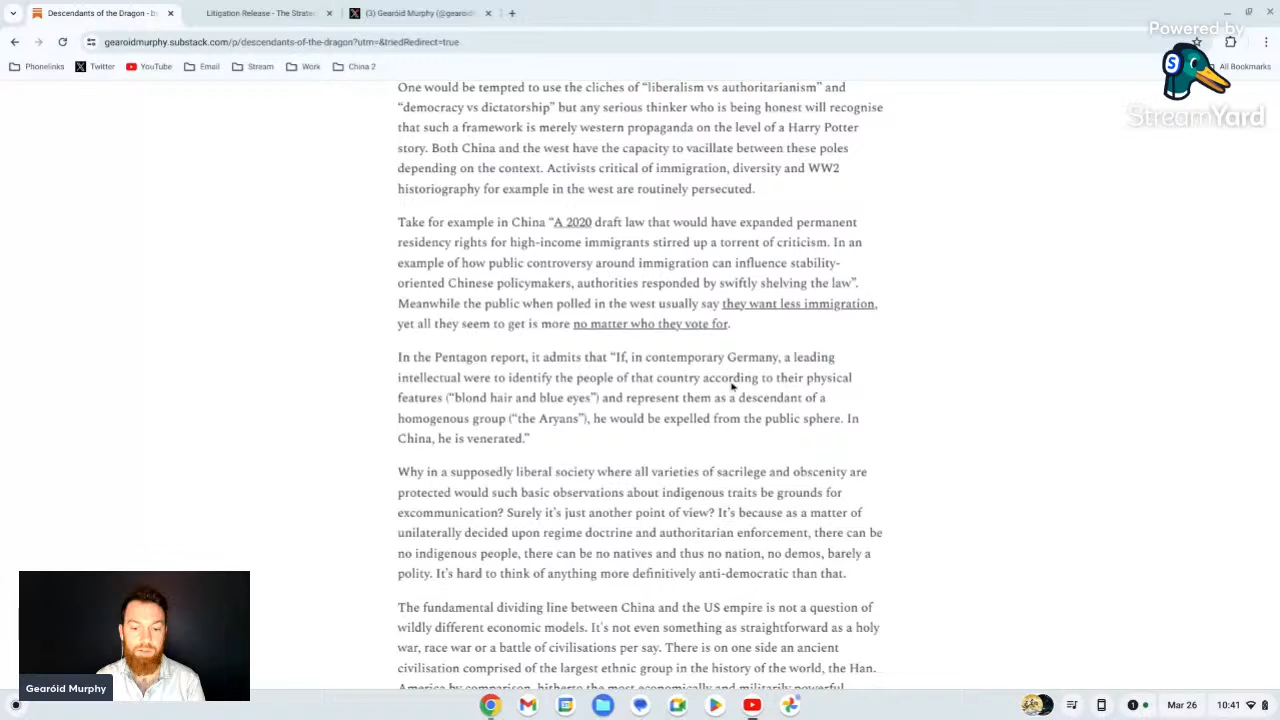 Descendants of the Dragon - b
Litigation Release - The Strate
(3) Gearóid Murphy (@gearoid
gearoidmurphy.substack.com/p/descendants-of-the-dragon?utm=&triedRedirect=true
Phonelinks
Twitter
YouTube
Email
Stream
Work
China 2
All Bookmarks
Powered by
StreamYard
One would be tempted to use the cliches of “liberalism vs authoritarianism” and
“democracy vs dictatorship” but any serious thinker who is being honest will recognise
that such a framework is merely western propaganda on the level of a Harry Potter
story. Both China and the west have the capacity to vacillate between these poles
depending on the context. Activists critical of immigration, diversity and WW2
historiography for example in the west are routinely persecuted.
Take for example in China “A 2020 draft law that would have expanded permanent
residency rights for high-income immigrants stirred up a torrent of criticism. In an
example of how public controversy around immigration can influence stability-
oriented Chinese policymakers, authorities responded by swiftly shelving the law”.
Meanwhile the public when polled in the west usually say they want less immigration,
yet all they seem to get is more no matter who they vote for.
In the Pentagon report, it admits that “If, in contemporary Germany, a leading
intellectual were to identify the people of that country according to their physical
features (“blond hair and blue eyes”) and represent them as a descendant of a
homogenous group (“the Aryans”), he would be expelled from the public sphere. In
China, he is venerated.”
Why in a supposedly liberal society where all varieties of sacrilege and obscenity are
protected would such basic observations about indigenous traits be grounds for
excommunication? Surely it’s just another point of view? It’s because as a matter of
unilaterally decided upon regime doctrine and authoritarian enforcement, there can be
no indigenous people, there can be no natives and thus no nation, no demos, barely a
polity. It’s hard to think of anything more definitively anti-democratic than that.
The fundamental dividing line between China and the US empire is not a question of
wildly different economic models. It’s not even something as straightforward as a holy
war, race war or a battle of civilisations per say. There is on one side an ancient
civilisation comprised of the largest ethnic group in the history of the world, the Han.
America by comparison, hitherto the most economically and militarily powerful
Gearóid Murphy
Mar 26
10:41